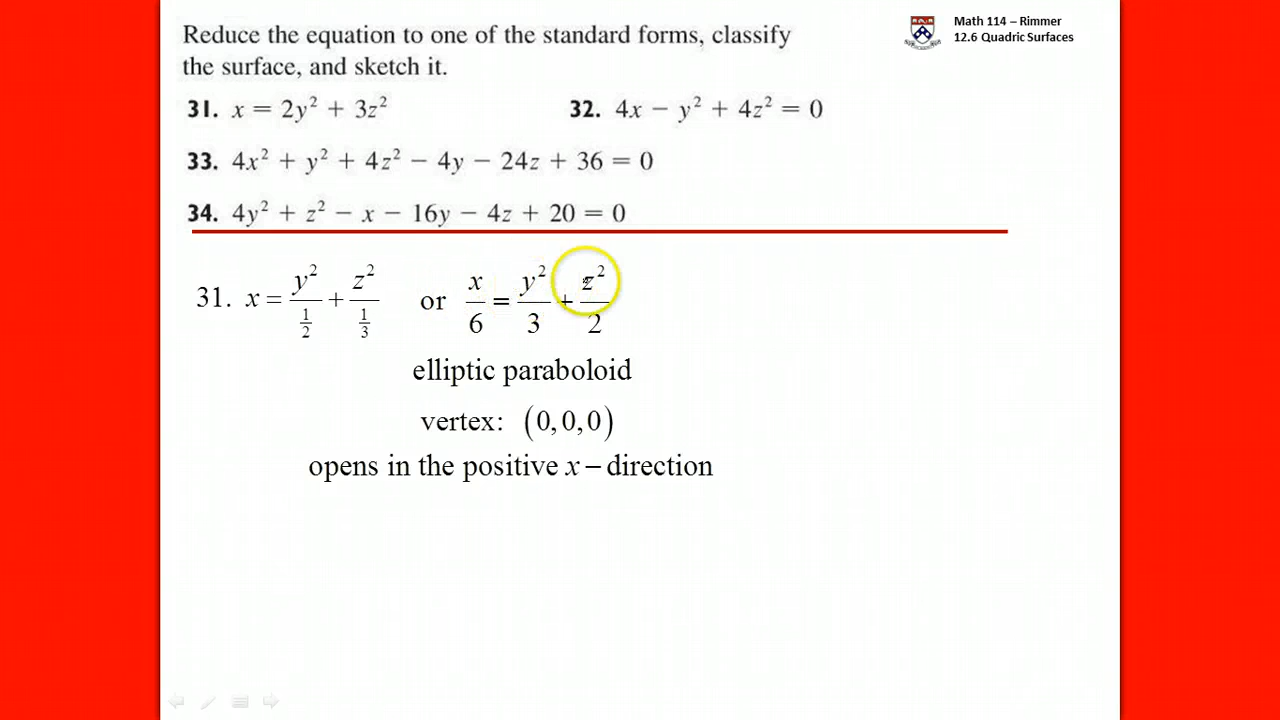 Math 114 – Rimmer
12.6 Quadric Surfaces
Reduce the equation to one of the standard forms, classify
the surface, and sketch it.
31. x = 2y² + 3z²
32. 4x − y² + 4z² = 0
33. 4x² + y² + 4z² − 4y − 24z + 36 = 0
34. 4y² + z² − x − 16y − 4z + 20 = 0
31. x = y²/(1/2) + z²/(1/3) or x/6 = y²/3 + z²/2
elliptic paraboloid
vertex: (0,0,0)
opens in the positive x – direction